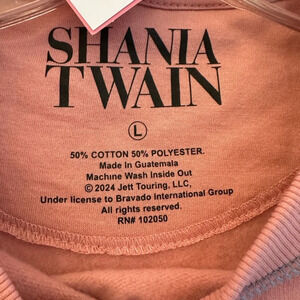 SHANIA
TWAIN
L
50% COTTON 50% POLYESTER.
Made In Guatemala
Machine Wash Inside Out
© 2024 Jett Touring, LLC,
Under license to Bravado International Group
All rights reserved.
RN# 102050